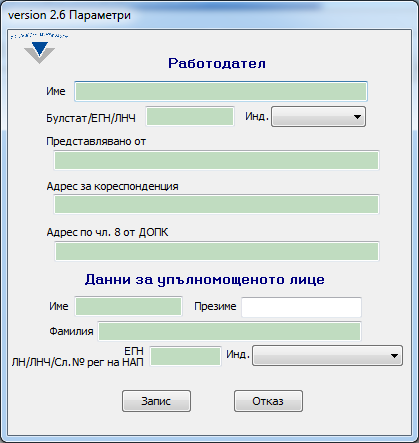 version 2.6 Параметри
Работодател
Име
Булстат/ЕГН/ЛНЧ Инд.
Представлявано от
Адрес за кореспонденция
Адрес по чл. 8 от ДОПК
Данни за упълномощеното лице
Име Презиме
Фамилия
ЕГН
ЛН/ЛНЧ/Сл.№ рег на НАП Инд.
Запис Отказ